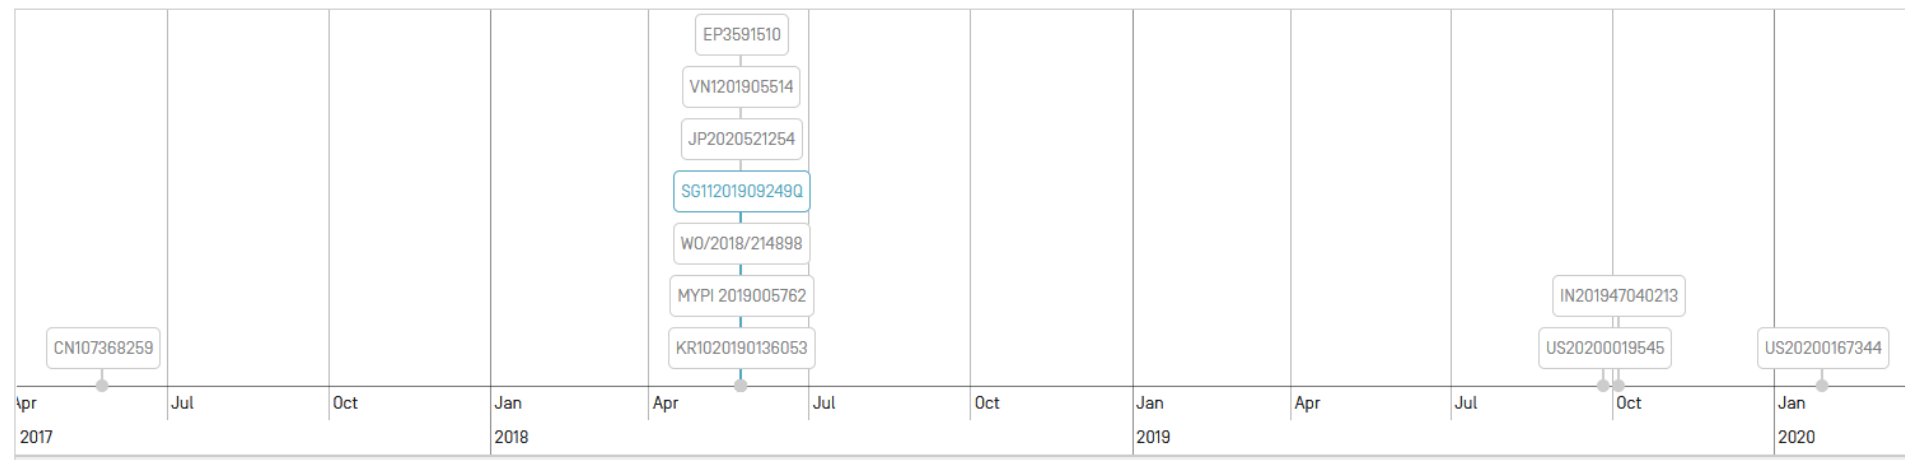 EP3591510
VN1201905514
JP2020521254
SG11201909249Q
WO/2018/214898
MYPI 2019005762
IN201947040213
CN107368259
KR1020190136053
US20200019545
US20200167344
Apr Jul Oct Jan Apr Jul Oct Jan Apr Jul Oct Jan
2017 2018 2019 2020